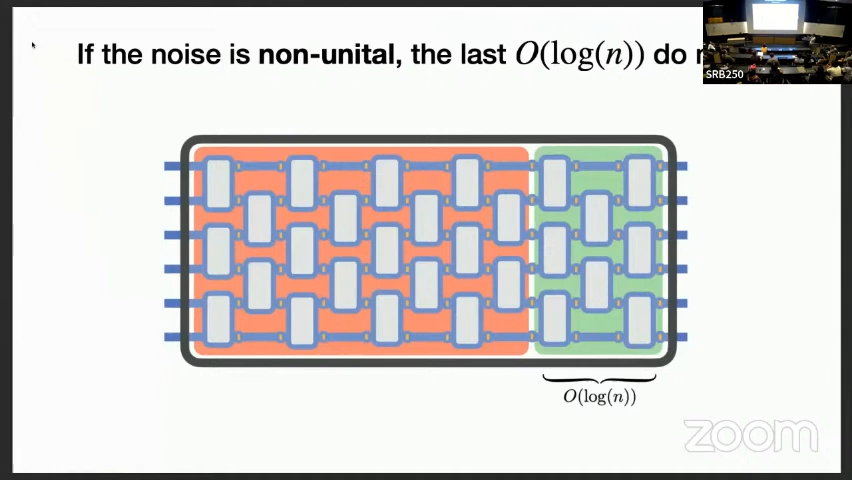 If the noise is non-unital, the last O(log(n)) do
SRB250
O(log(n))
zoom